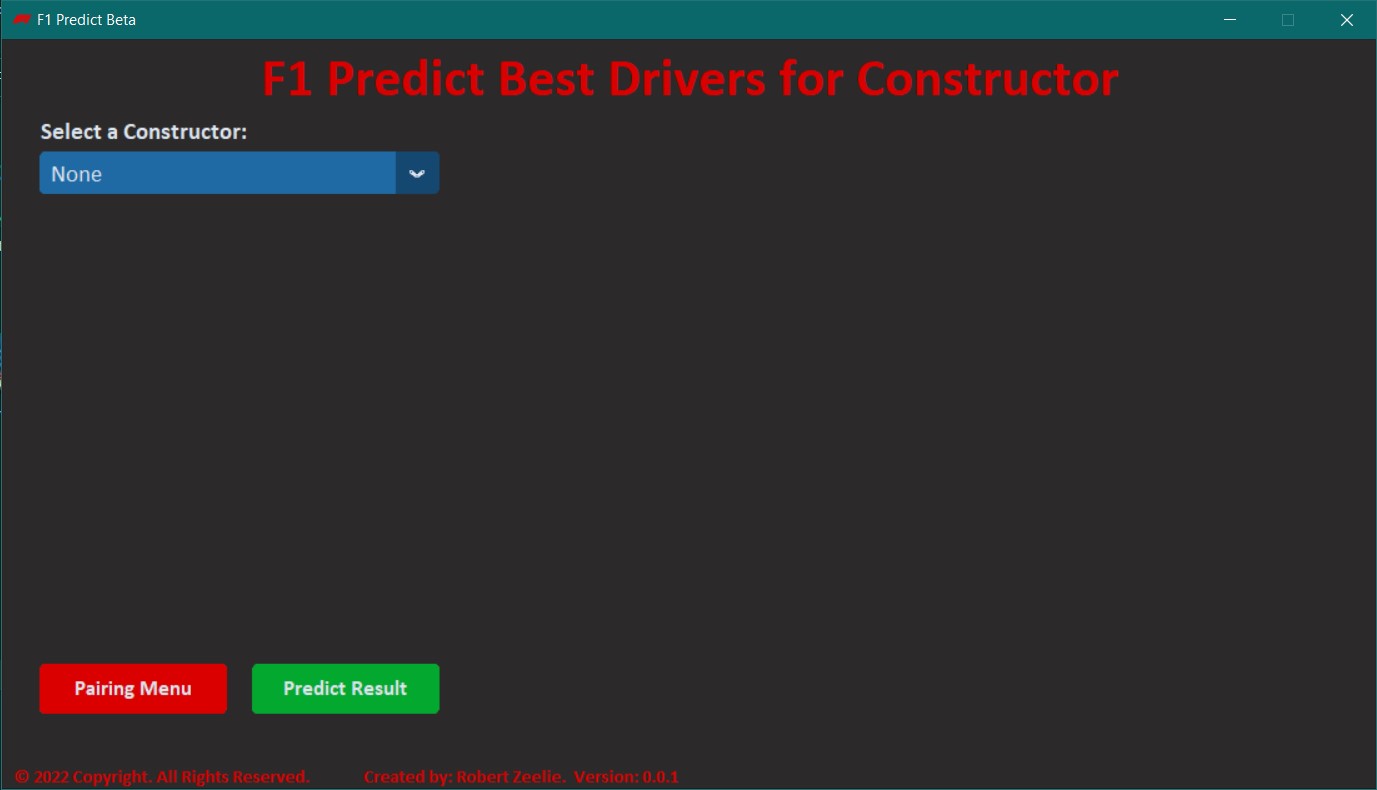 F1 Predict Beta
F1 Predict Best Drivers for Constructor
Select a Constructor:
None
Pairing Menu Predict Result
© 2022 Copyright. All Rights Reserved. Created by: Robert Zeelie. Version: 0.0.1